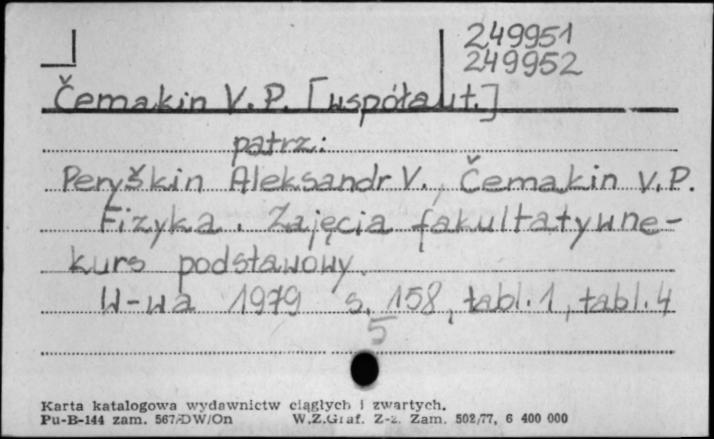 249951
249952
Čemakin V.P. [współaut.]
patrz:
Peryškin Aleksandr V., Čemakin V.P.
Fizyka. Zajęcia fakultatywne-
kurs podstawowy.
W-wa 1979 s. 158, tabl. 1, tabl. 4
5
Karta katalogowa wydawnictw ciągłych i zwartych.
Pu-B-144 zam. 567/DW/On W.Z.Graf. Z-z. Zam. 502/77, 6 400 000